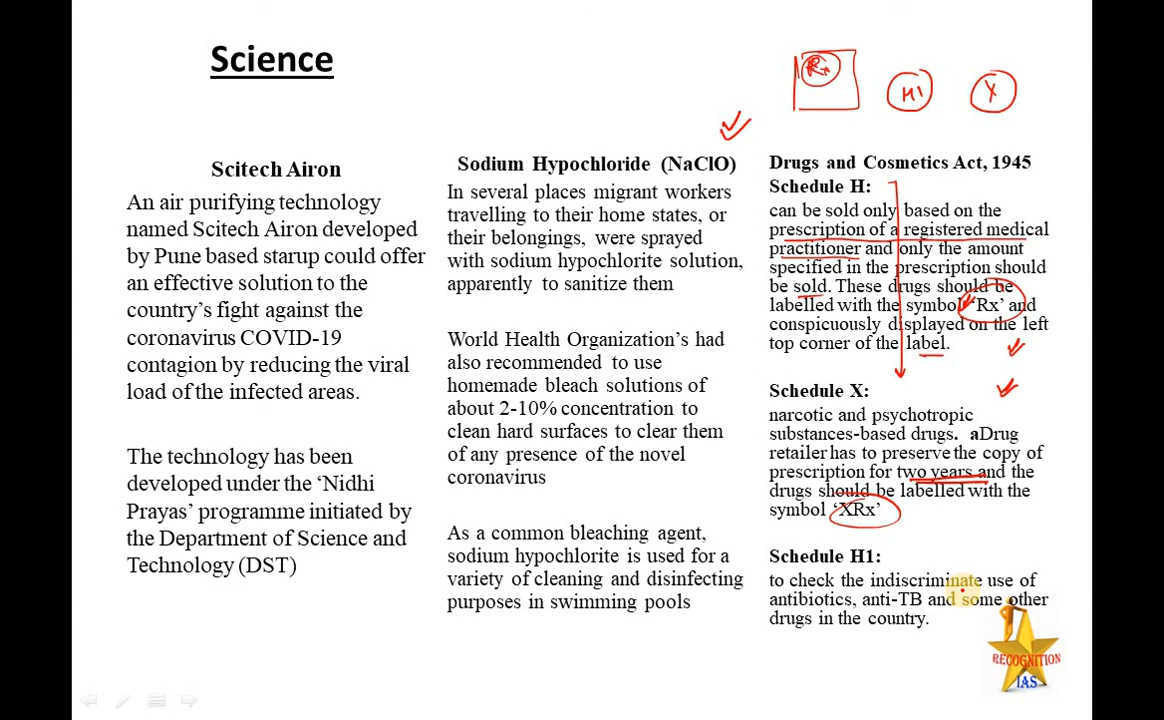 Science
Rx
H1
X
Scitech Airon
An air purifying technology
named Scitech Airon developed
by Pune based starup could offer
an effective solution to the
country's fight against the
coronavirus COVID-19
contagion by reducing the viral
load of the infected areas.
The technology has been
developed under the 'Nidhi
Prayas' programme initiated by
the Department of Science and
Technology (DST)
Sodium Hypochloride (NaClO)
In several places migrant workers
travelling to their home states, or
their belongings, were sprayed
with sodium hypochlorite solution,
apparently to sanitize them
World Health Organization's had
also recommended to use
homemade bleach solutions of
about 2-10% concentration to
clean hard surfaces to clear them
of any presence of the novel
coronavirus
As a common bleaching agent,
sodium hypochlorite is used for a
variety of cleaning and disinfecting
purposes in swimming pools
Drugs and Cosmetics Act, 1945
Schedule H:
can be sold only based on the
prescription of a registered medical
practitioner and only the amount
specified in the prescription should
be sold. These drugs should be
labelled with the symbol 'Rx' and
conspicuously displayed on the left
top corner of the label.
Schedule X:
narcotic and psychotropic
substances-based drugs. aDrug
retailer has to preserve the copy of
prescription for two years and the
drugs should be labelled with the
symbol 'XRx'
Schedule H1:
to check the indiscriminate use of
antibiotics, anti-TB and some other
drugs in the country.
RECOGNITION
IAS